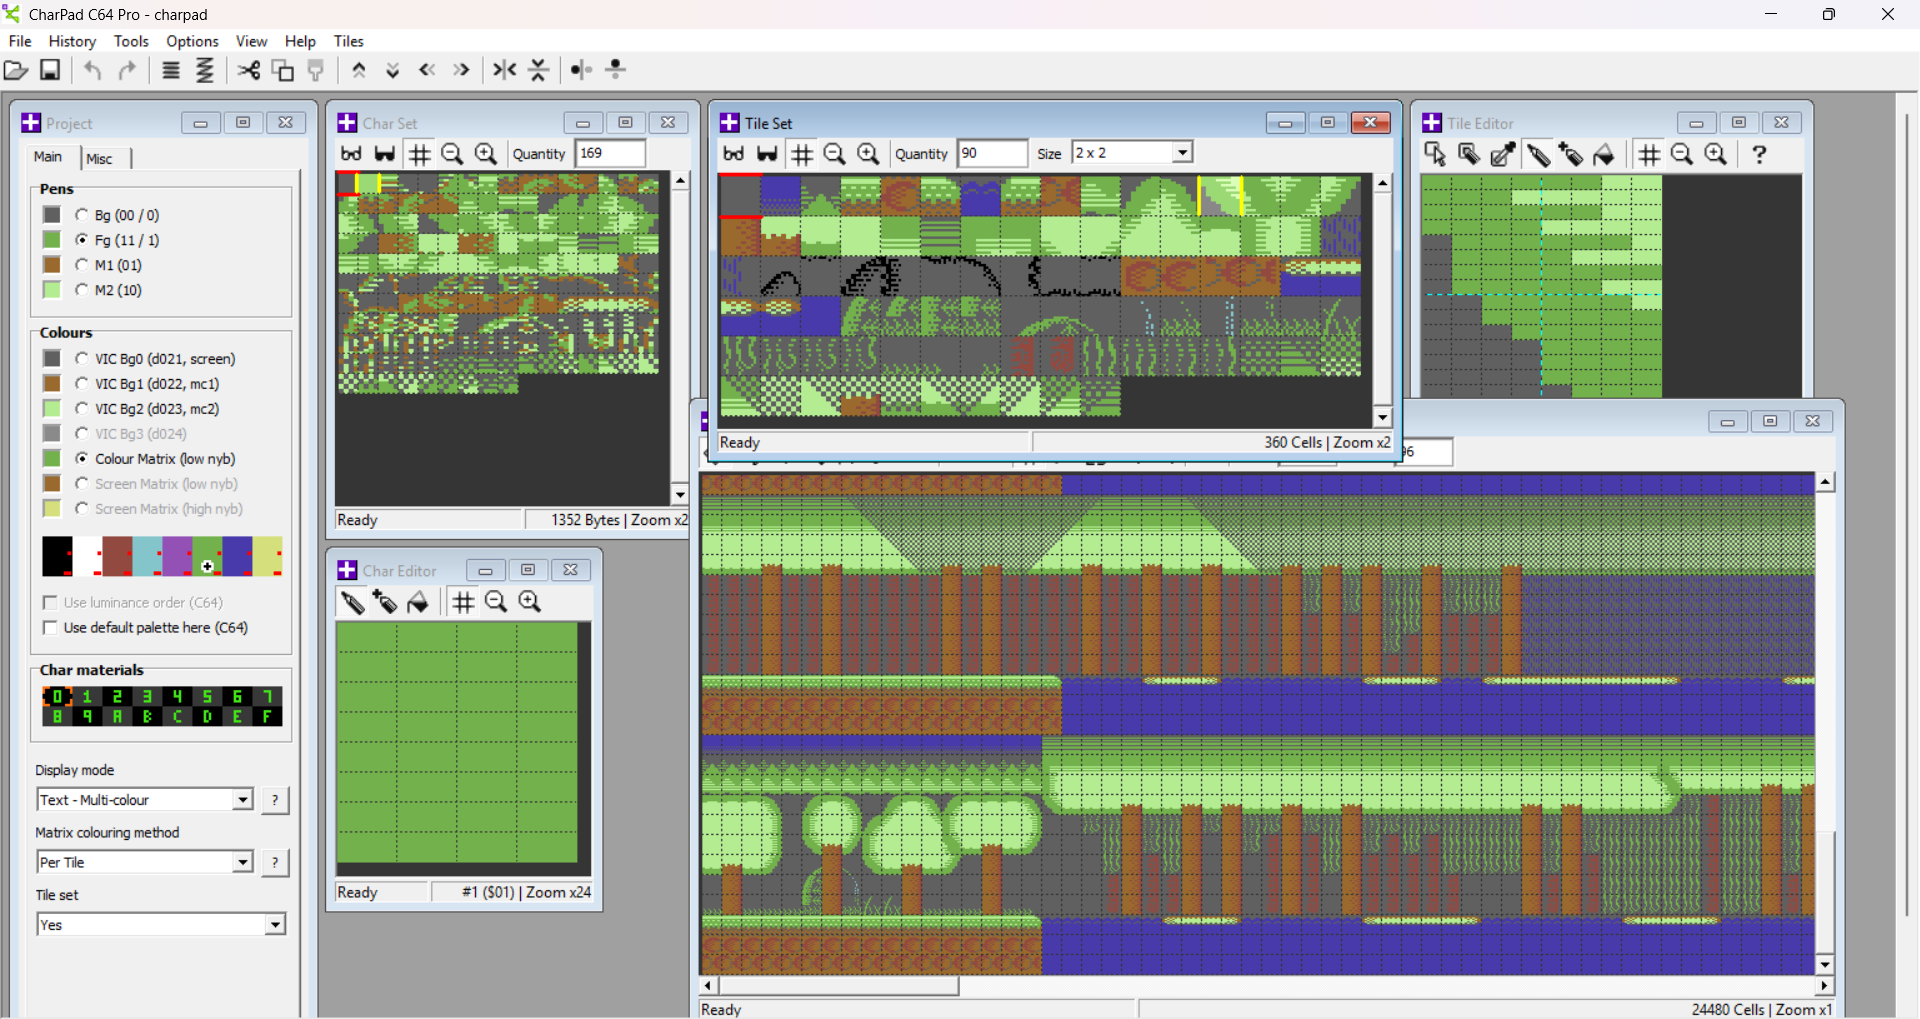 CharPad C64 Pro - charpad
File History Tools Options View Help Tiles
Project
Main Misc
Pens
Bg (00 / 0)
Fg (11 / 1)
M1 (01)
M2 (10)
Colours
VIC Bg0 (d021, screen)
VIC Bg1 (d022, mc1)
VIC Bg2 (d023, mc2)
VIC Bg3 (d024)
Colour Matrix (low nyb)
Screen Matrix (low nyb)
Screen Matrix (high nyb)
Use luminance order (C64)
Use default palette here (C64)
Char materials
0 1 2 3 4 5 6 7
8 9 A B C D E F
Display mode
Text - Multi-colour ?
Matrix colouring method
Per Tile ?
Tile set
Yes
Char Set
Quantity 169
Ready 1352 Bytes | Zoom x2
Char Editor
Ready #1 ($01) | Zoom x24
Tile Set
Quantity 90 Size 2 x 2
Ready 360 Cells | Zoom x2
Tile Editor
?
Ready 24480 Cells | Zoom x1